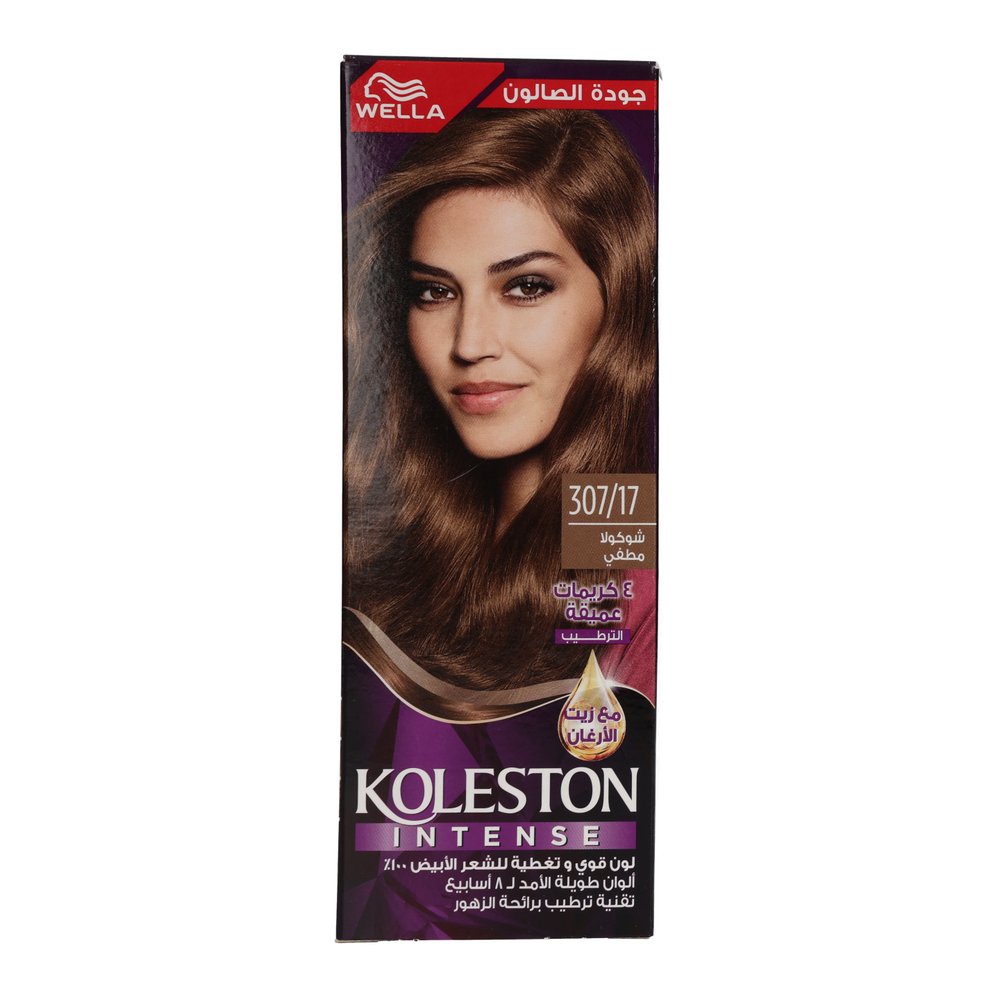 WELLA
جودة الصالون
307/17
شوكولا
مطفي
٤ كريمات
عميقة
الترطيب
مع زيت
الأرغان
KOLESTON
INTENSE
لون قوي و تغطية للشعر الأبيض ١٠٠٪
ألوان طويلة الأمد لـ ٨ أسابيع
تقنية ترطيب برائحة الزهور